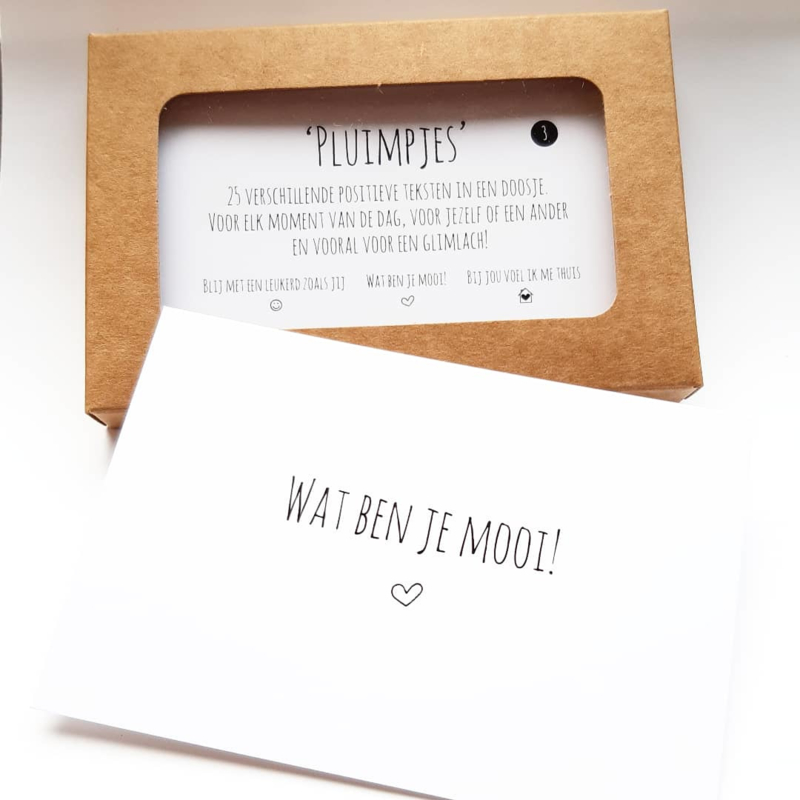 'Pluimpjes'
3
25 verschillende positieve teksten in een doosje.
Voor elk moment van de dag, voor jezelf of een ander
en vooral voor een glimlach!
Blij met een leukerd zoals jij   Wat ben je mooi!   Bij jou voel ik me thuis
Wat ben je mooi!